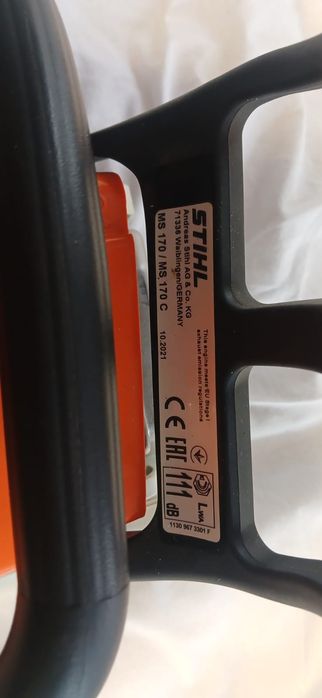 STIHL
Andreas Stihl AG & Co. KG
71336 Waiblingen/GERMANY
MS 170 / MS 170 C
10.2021
This engine meets EU Stage I
exhaust emission regulations
CE EAC
111
dB
LWA
1130 967 3301 F